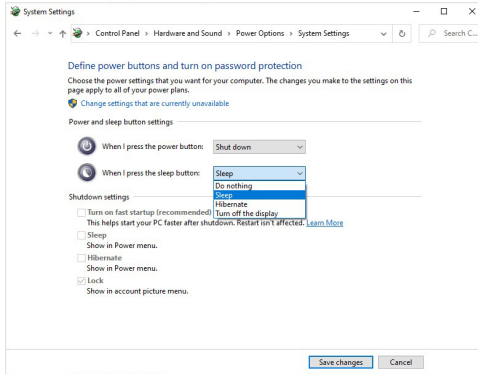 System Settings
Control Panel > Hardware and Sound > Power Options > System Settings
Search C...
Define power buttons and turn on password protection
Choose the power settings that you want for your computer. The changes you make to the settings on this
page apply to all of your power plans.
Change settings that are currently unavailable
Power and sleep button settings
When I press the power button: Shut down
When I press the sleep button: Sleep
Do nothing
Sleep
Hibernate
Turn off the display
Shutdown settings
Turn on fast startup (recommended)
This helps start your PC faster after shutdown. Restart isn't affected. Learn More
Sleep
Show in Power menu.
Hibernate
Show in Power menu.
Lock
Show in account picture menu.
Save changes Cancel